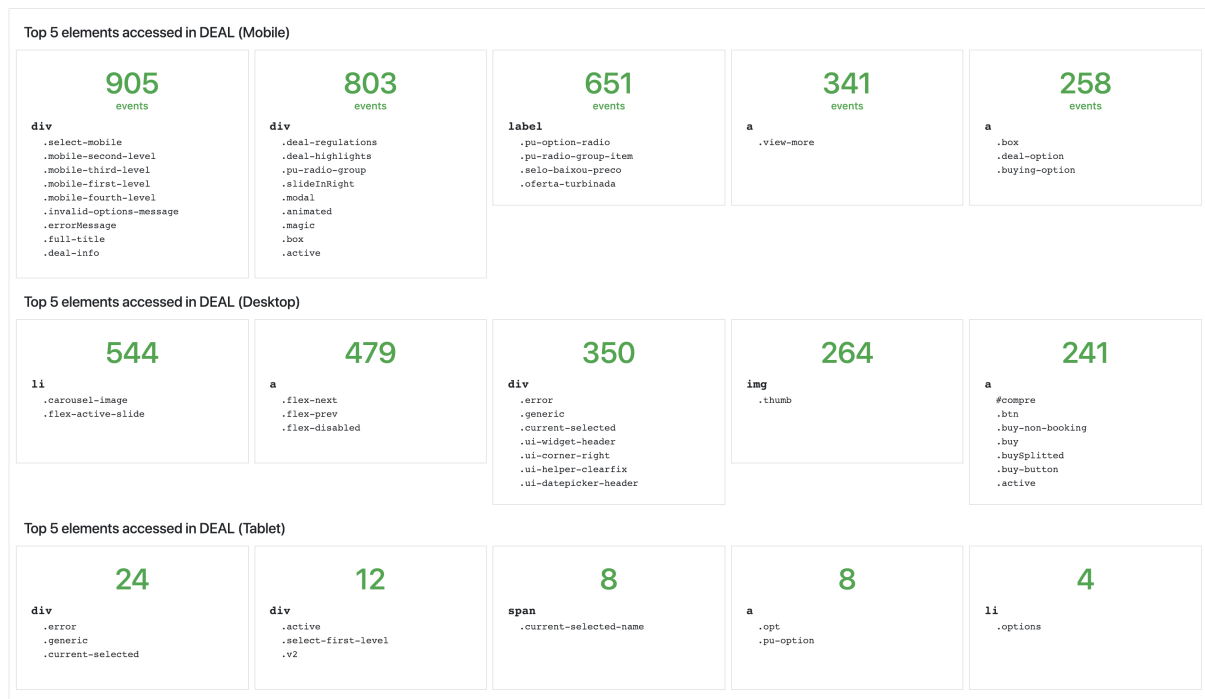 Top 5 elements accessed in DEAL (Mobile)
905
events
div
.select-mobile
.mobile-second-level
.mobile-third-level
.mobile-first-level
.mobile-fourth-level
.invalid-options-message
.errorMessage
.full-title
.deal-info
803
events
div
.deal-regulations
.deal-highlights
.pu-radio-group
.slideInRight
.modal
.animated
.magic
.box
.active
651
events
label
.pu-option-radio
.pu-radio-group-item
.selo-baixou-preco
.oferta-turbinada
341
events
a
.view-more
258
events
a
.box
.deal-option
.buying-option
Top 5 elements accessed in DEAL (Desktop)
544
li
.carousel-image
.flex-active-slide
479
a
.flex-next
.flex-prev
.flex-disabled
350
div
.error
.generic
.current-selected
.ui-widget-header
.ui-corner-right
.ui-helper-clearfix
.ui-datepicker-header
264
img
.thumb
241
a
#compre
.btn
.buy-non-booking
.buy
.buySplitted
.buy-button
.active
Top 5 elements accessed in DEAL (Tablet)
24
div
.error
.generic
.current-selected
12
div
.active
.select-first-level
.v2
8
span
.current-selected-name
8
a
.opt
.pu-option
4
li
.options